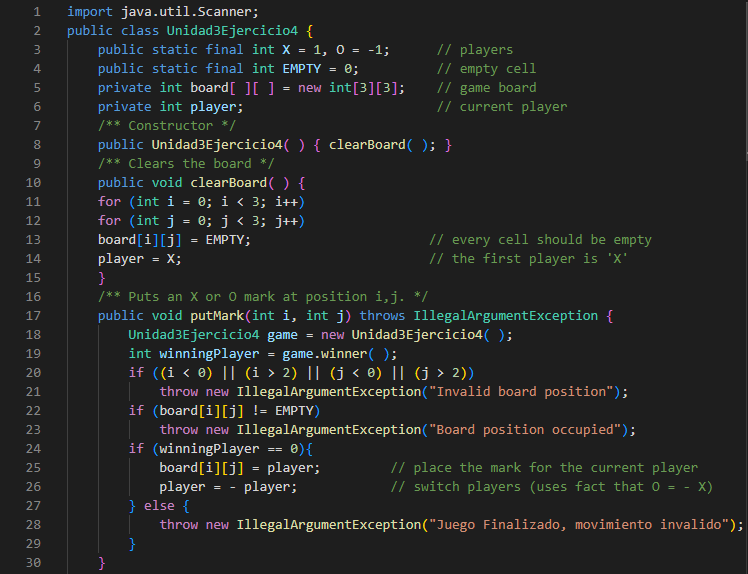 1 import java.util.Scanner;
2 public class Unidad3Ejercicio4 {
3 public static final int X = 1, O = -1; // players
4 public static final int EMPTY = 0; // empty cell
5 private int board[ ][ ] = new int[3][3]; // game board
6 private int player; // current player
7 /** Constructor */
8 public Unidad3Ejercicio4( ) { clearBoard( ); }
9 /** Clears the board */
10 public void clearBoard( ) {
11 for (int i = 0; i < 3; i++)
12 for (int j = 0; j < 3; j++)
13 board[i][j] = EMPTY; // every cell should be empty
14 player = X; // the first player is 'X'
15 }
16 /** Puts an X or O mark at position i,j. */
17 public void putMark(int i, int j) throws IllegalArgumentException {
18 Unidad3Ejercicio4 game = new Unidad3Ejercicio4( );
19 int winningPlayer = game.winner( );
20 if ((i < 0) || (i > 2) || (j < 0) || (j > 2))
21 throw new IllegalArgumentException("Invalid board position");
22 if (board[i][j] != EMPTY)
23 throw new IllegalArgumentException("Board position occupied");
24 if (winningPlayer == 0){
25 board[i][j] = player; // place the mark for the current player
26 player = - player; // switch players (uses fact that O = - X)
27 } else {
28 throw new IllegalArgumentException("Juego Finalizado, movimiento invalido");
29 }
30 }